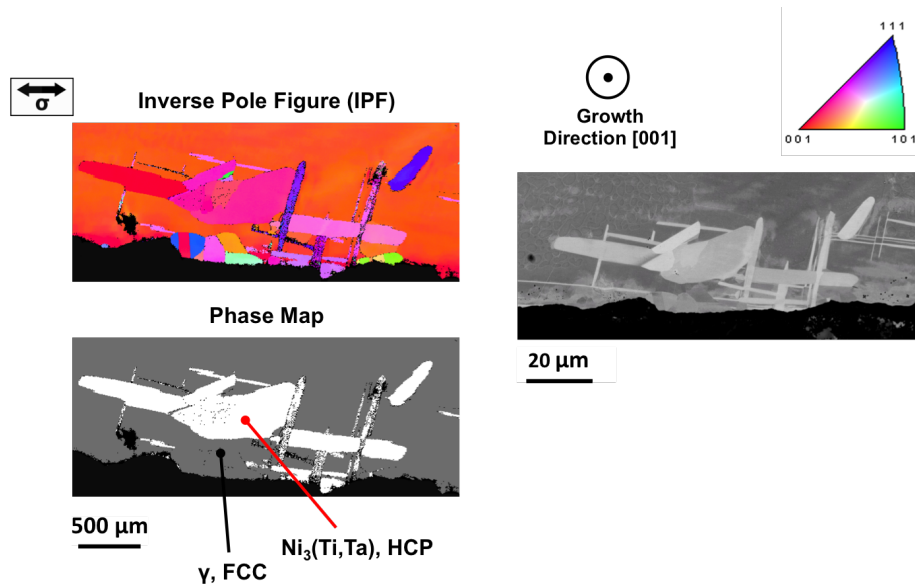 σ
Inverse Pole Figure (IPF)
Growth
Direction [001]
111
001
101
Phase Map
20 µm
500 µm
Ni₃(Ti,Ta), HCP
γ, FCC